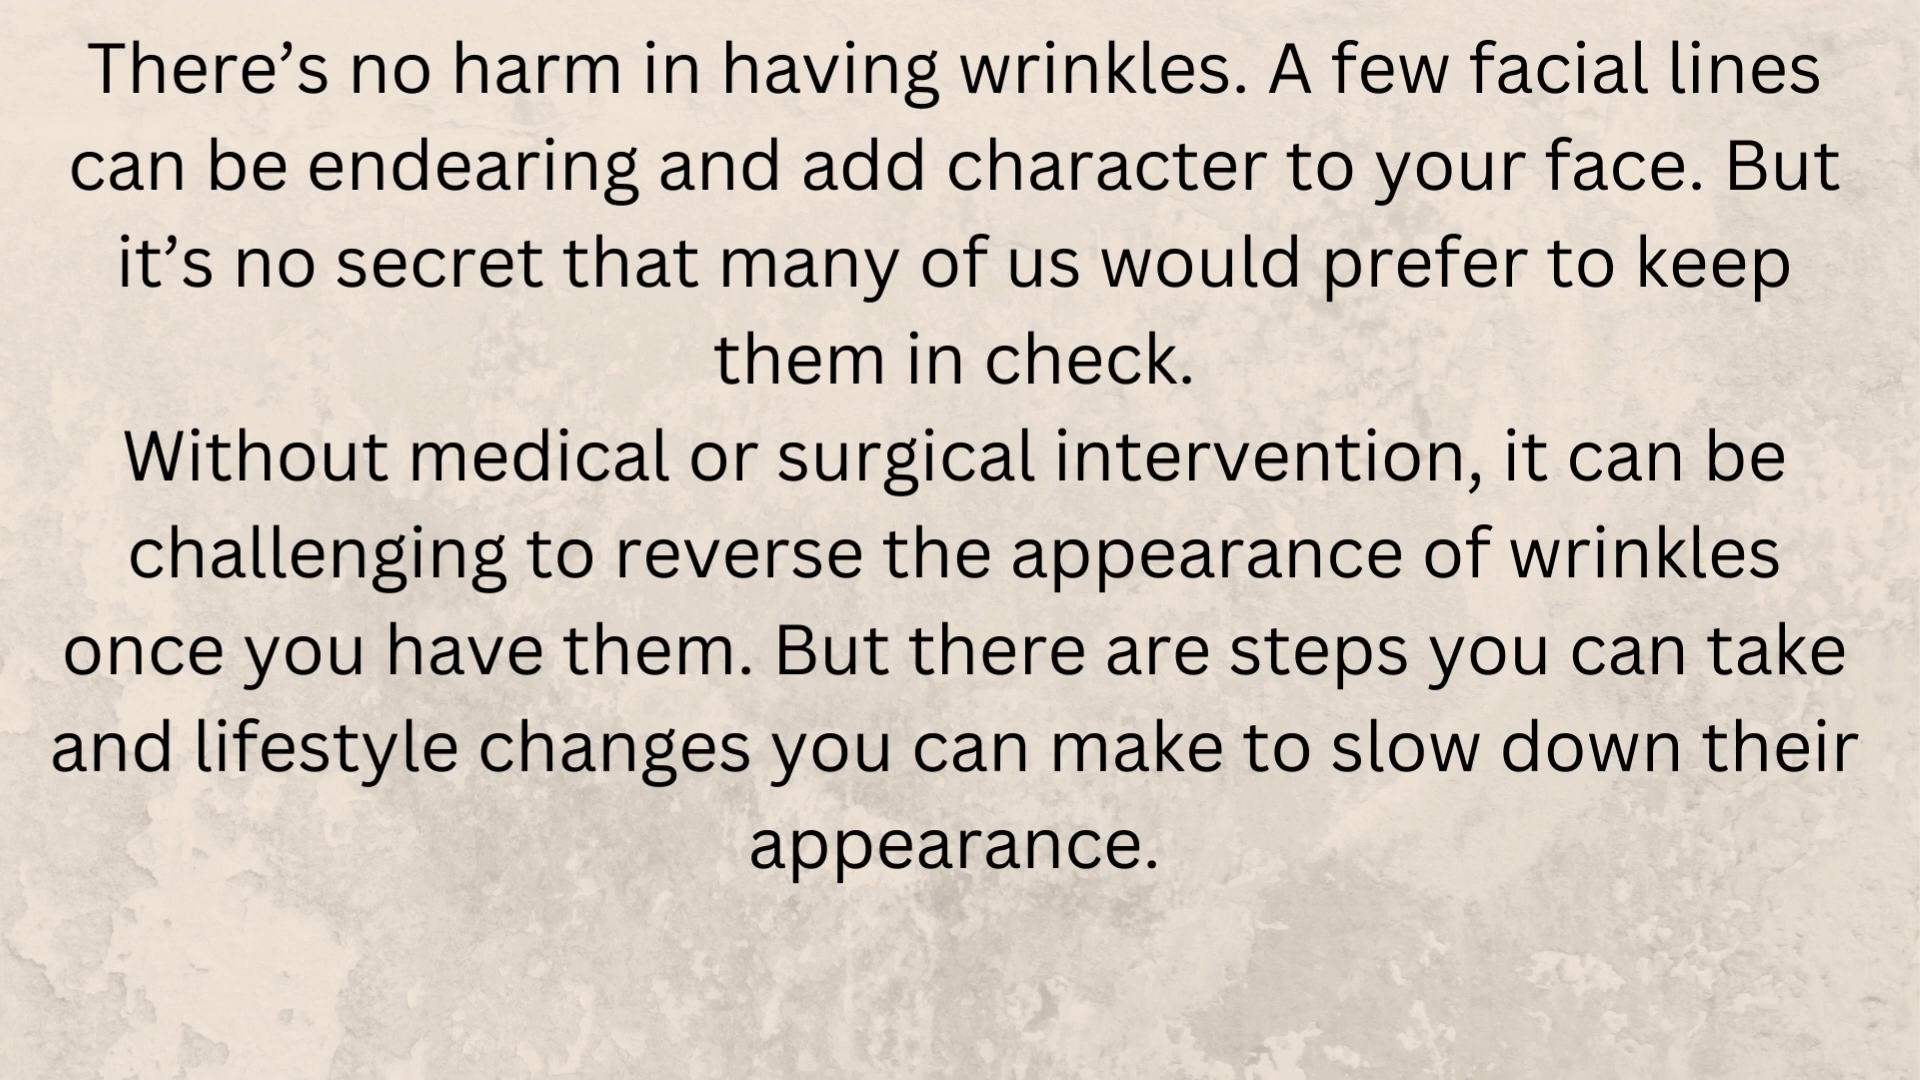 There’s no harm in having wrinkles. A few facial lines
can be endearing and add character to your face. But
it’s no secret that many of us would prefer to keep
them in check.
Without medical or surgical intervention, it can be
challenging to reverse the appearance of wrinkles
once you have them. But there are steps you can take
and lifestyle changes you can make to slow down their
appearance.